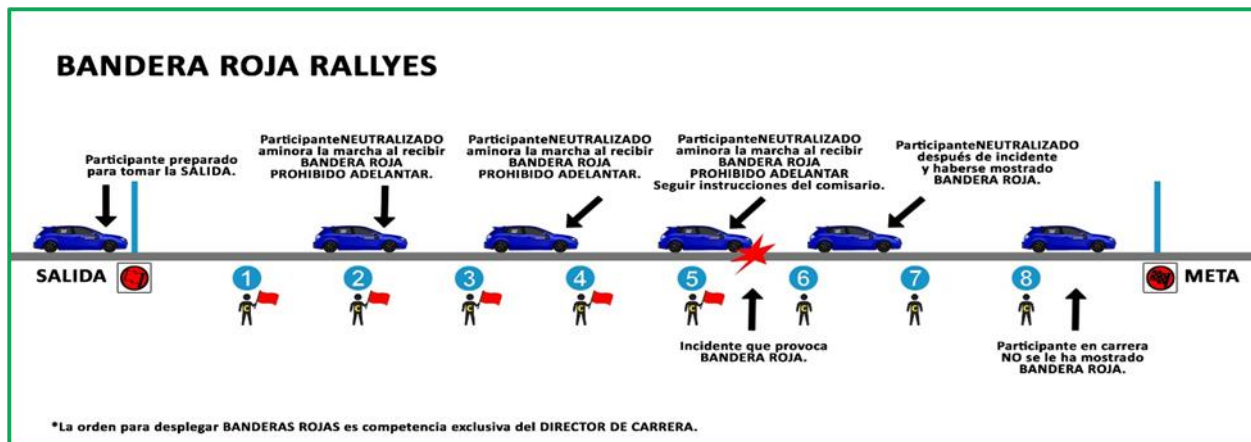 BANDERA ROJA RALLYES
Participante preparado
para tomar la SALIDA.
ParticipanteNEUTRALIZADO
aminora la marcha al recibir
BANDERA ROJA
PROHIBIDO ADELANTAR.
ParticipanteNEUTRALIZADO
aminora la marcha al recibir
BANDERA ROJA
PROHIBIDO ADELANTAR.
ParticipanteNEUTRALIZADO
aminora la marcha al recibir
BANDERA ROJA
PROHIBIDO ADELANTAR
Seguir instrucciones del comisario.
ParticipanteNEUTRALIZADO
después de incidente
y haberse mostrado
BANDERA ROJA.
SALIDA
1
2
3
4
5
6
7
8
META
C
C
C
C
C
C
C
C
Incidente que provoca
BANDERA ROJA.
Participante en carrera
NO se le ha mostrado
BANDERA ROJA.
*La orden para desplegar BANDERAS ROJAS es competencia exclusiva del DIRECTOR DE CARRERA.